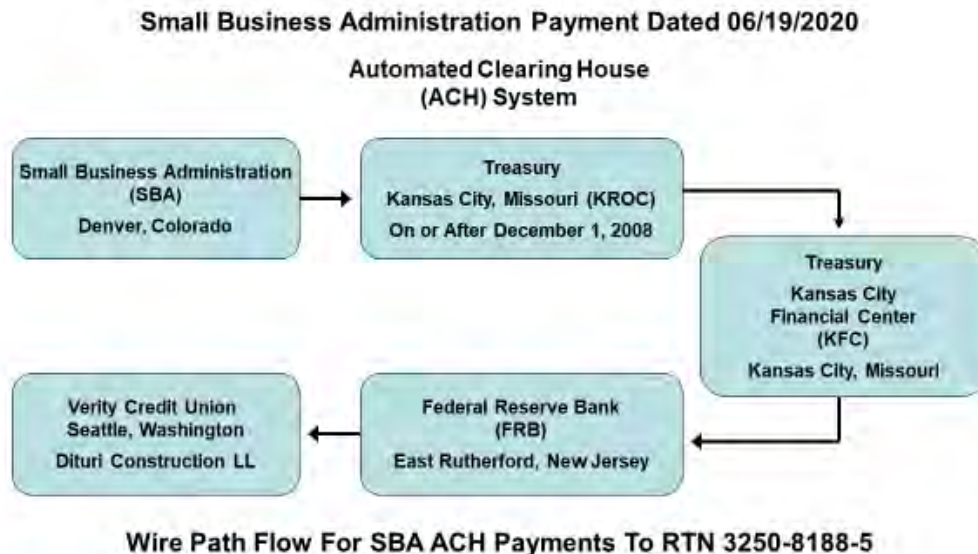 Small Business Administration Payment Dated 06/19/2020
Automated Clearing House
(ACH) System
Small Business Administration
(SBA)
Denver, Colorado
Treasury
Kansas City, Missouri (KROC)
On or After December 1, 2008
Treasury
Kansas City
Financial Center
(KFC)
Kansas City, Missouri
Federal Reserve Bank
(FRB)
East Rutherford, New Jersey
Verity Credit Union
Seattle, Washington
Dituri Construction LL
Wire Path Flow For SBA ACH Payments To RTN 3250-8188-5